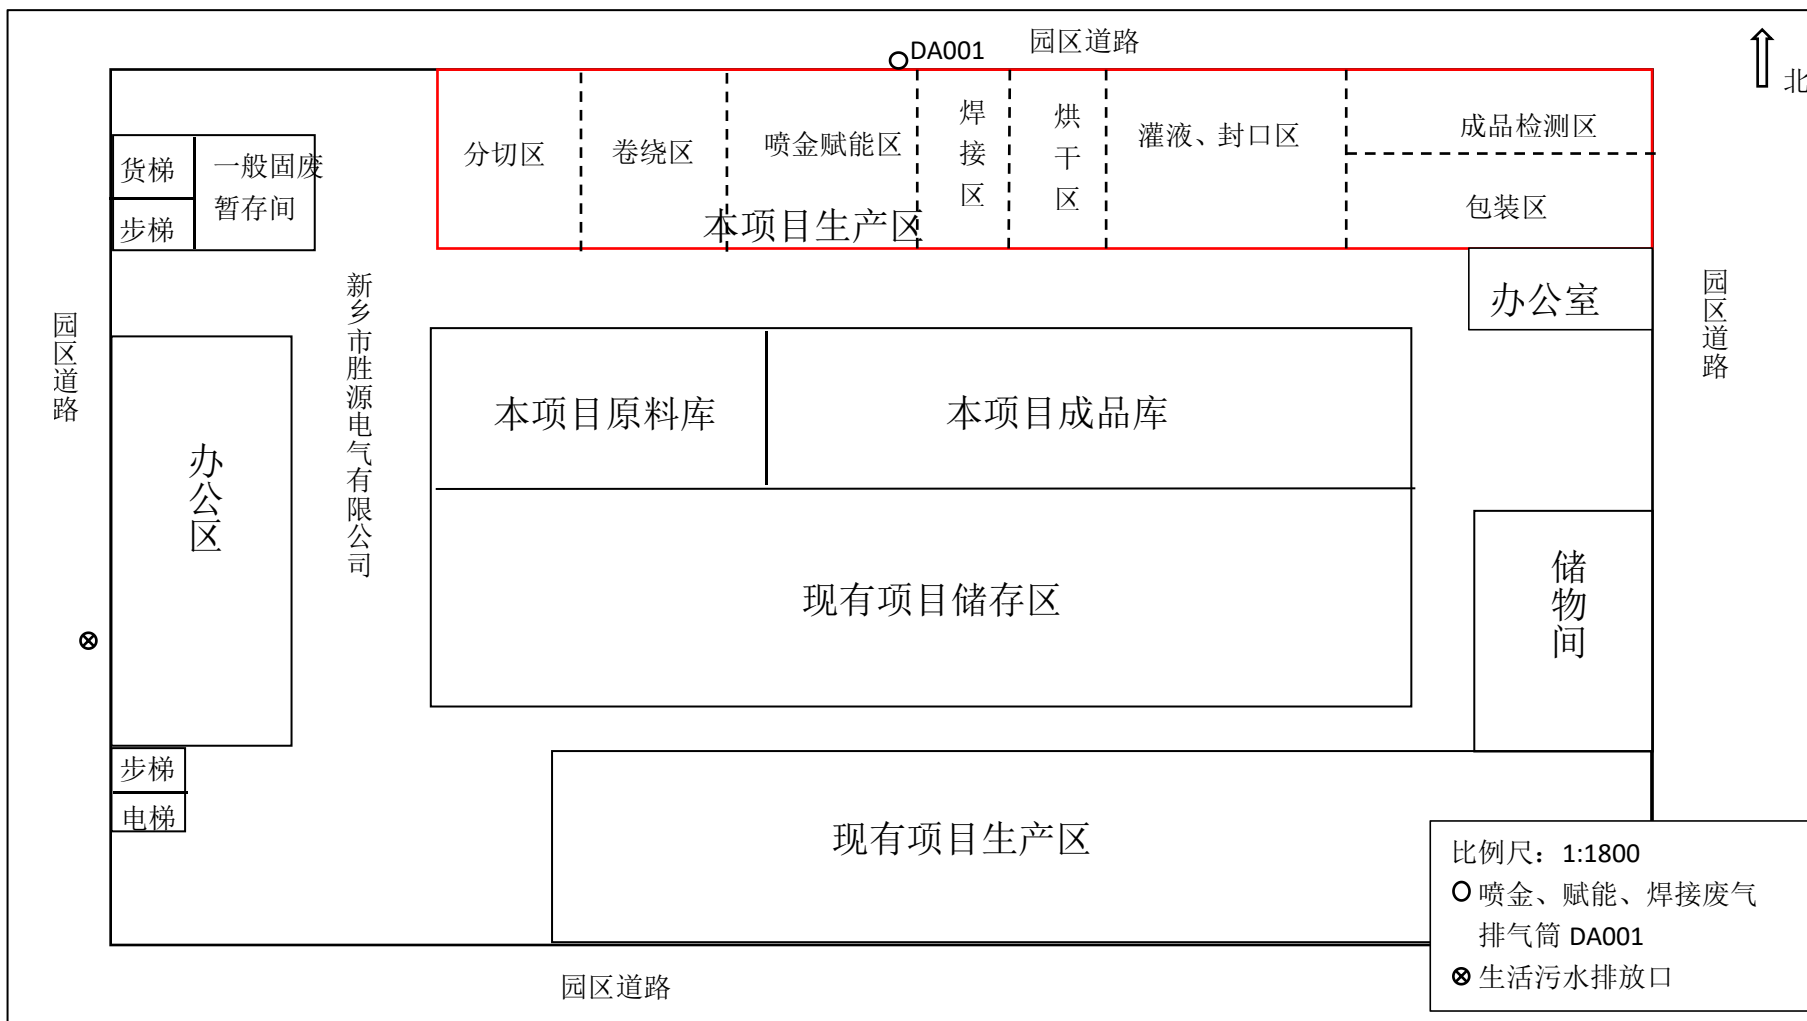 DA001
园区道路
北
分切区
卷绕区
喷金赋能区
焊接区
烘干区
灌液、封口区
成品检测区
包装区
本项目生产区
货梯
步梯
一般固废
暂存间
新乡市胜源电气有限公司
办公室
园区道路
园区道路
本项目原料库
本项目成品库
办公区
现有项目储存区
储物间
步梯
电梯
现有项目生产区
比例尺：1:1800
喷金、赋能、焊接废气
排气筒 DA001
生活污水排放口
园区道路